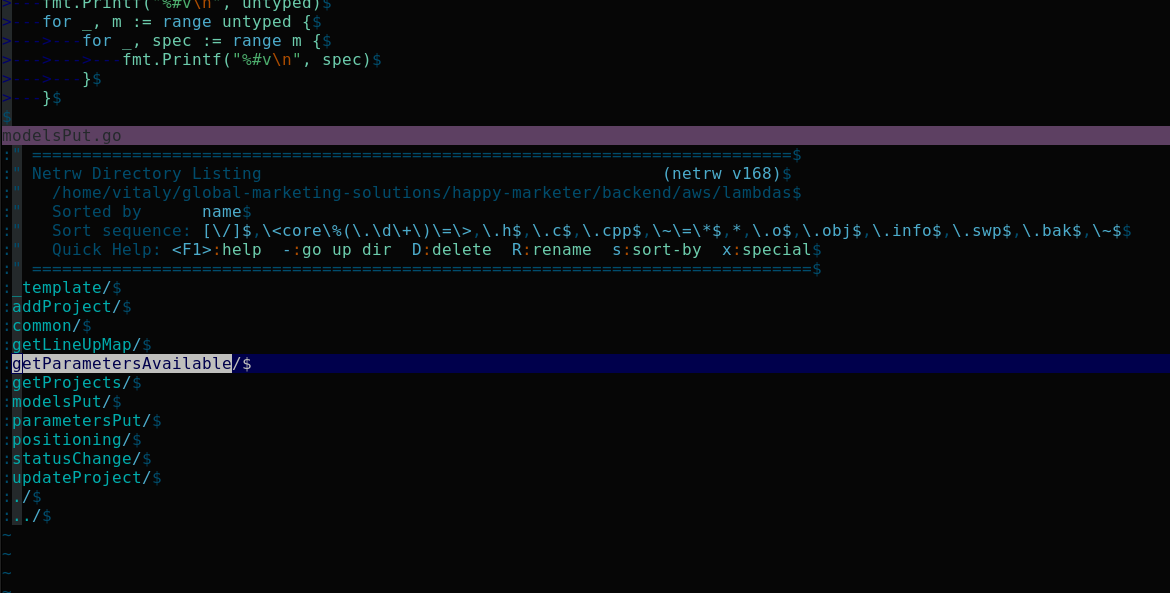 >---fmt.Printf("%#v\n", untyped)$
>---for _, m := range untyped {$
>--->---for _, spec := range m {$
>--->--->---fmt.Printf("%#v\n", spec)$
>--->---}$
>---}$
$
modelsPut.go
:" ============================================================================$
:" Netrw Directory Listing                                        (netrw v168)$
:"   /home/vitaly/global-marketing-solutions/happy-marketer/backend/aws/lambdas$
:"   Sorted by      name$
:"   Sort sequence: [\/]$,\<core\%(\.\d\+\)\=\>,\.h$,\.c$,\.cpp$,\~\=\*$,*,\.o$,\.obj$,\.info$,\.swp$,\.bak$,\~$$
:"   Quick Help: <F1>:help  -:go up dir  D:delete  R:rename  s:sort-by  x:special$
:" ==============================================================================$
:_template/$
:addProject/$
:common/$
:getLineUpMap/$
:getParametersAvailable/$
:getProjects/$
:modelsPut/$
:parametersPut/$
:positioning/$
:statusChange/$
:updateProject/$
:./$
:../$
~
~
~
~